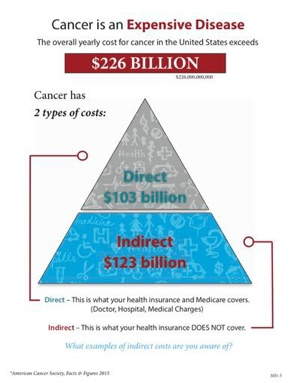 Cancer is an Expensive Disease
The overall yearly cost for cancer in the United States exceeds
$226 BILLION
$226,000,000,000
Cancer has
2 types of costs:
Health
Direct
$103 billion
medicine
Indirect
$123 billion
Direct – This is what your health insurance and Medicare covers.
(Doctor, Hospital, Medical Charges)
Indirect – This is what your health insurance DOES NOT cover.
What examples of indirect costs are you aware of?
*American Cancer Society, Facts & Figures 2015